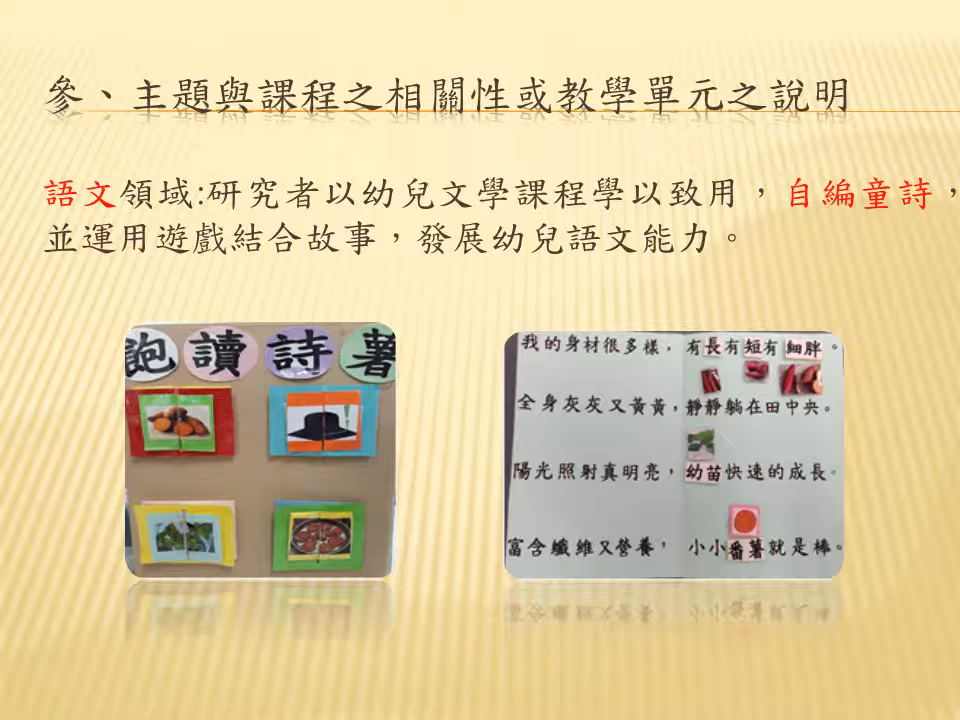 參、主題與課程之相關性或教學單元之說明
語文領域:研究者以幼兒文學課程學以致用，自編童詩，
並運用遊戲結合故事，發展幼兒語文能力。
飽讀詩薯
我的身材很多樣，有長有短有細胖。
全身灰灰又黃黃，靜靜躺在田中央。
陽光照射真明亮，幼苗快速的成長。
富含纖維又營養，小小番薯就是棒。